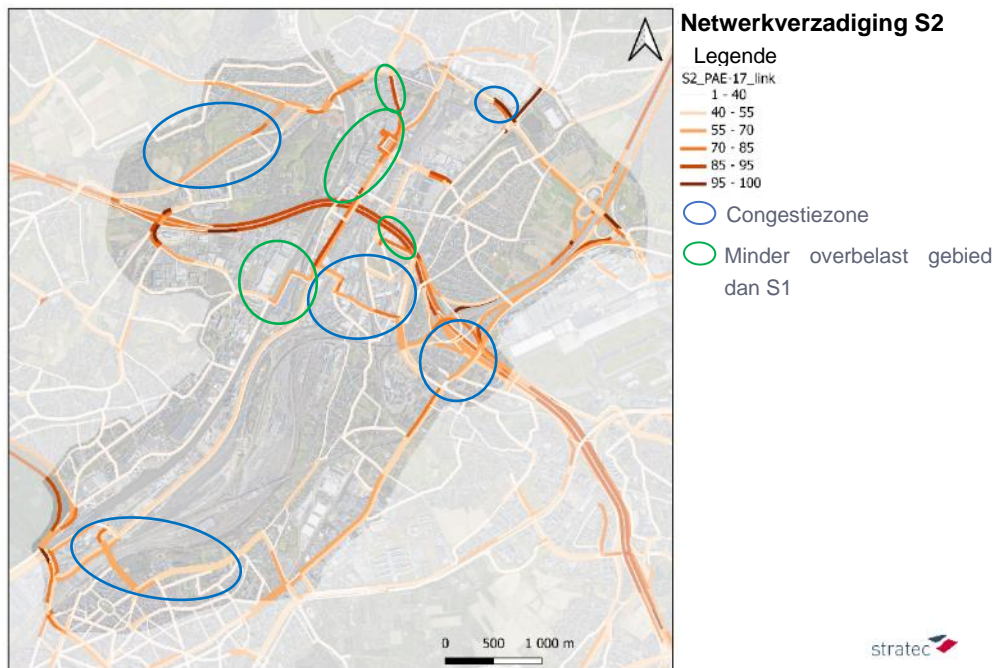 Netwerkverzadiging S2
Legende
S2_PAE-17_link
1 - 40
40 - 55
55 - 70
70 - 85
85 - 95
95 - 100
Congestiezone
Minder overbelast gebied
dan S1
0 500 1 000 m
stratec